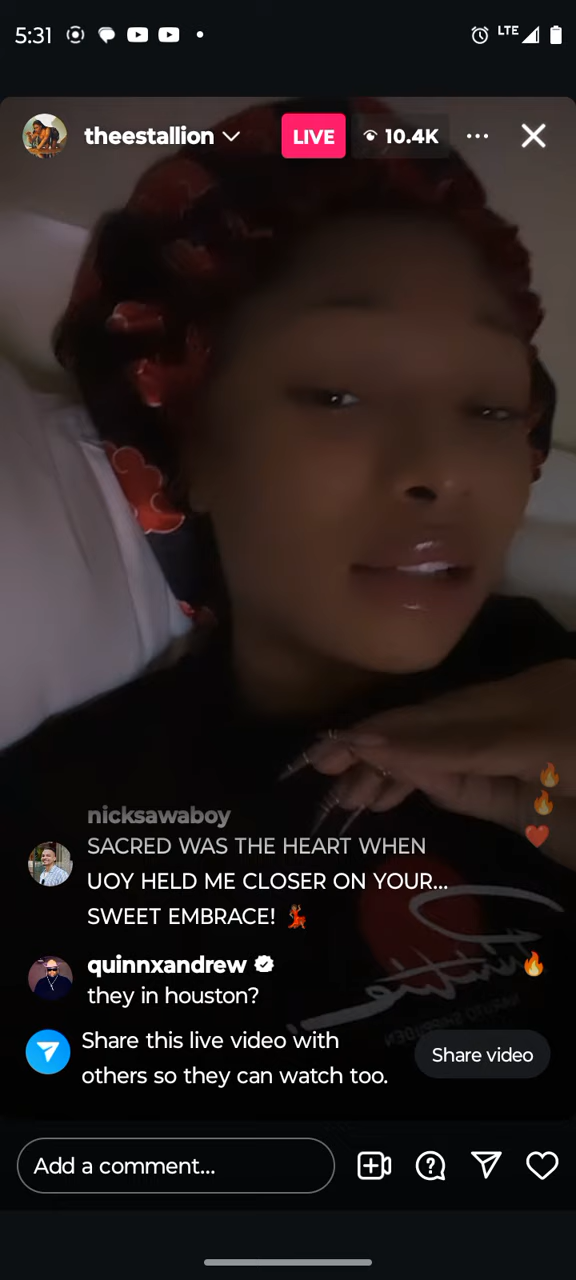 5:31
LTE
theestallion
LIVE
10.4K
nicksawaboy
SACRED WAS THE HEART WHEN
UOY HELD ME CLOSER ON YOUR...
SWEET EMBRACE! 💃
quinnxandrew
they in houston?
Share this live video with
others so they can watch too.
Share video
Add a comment...